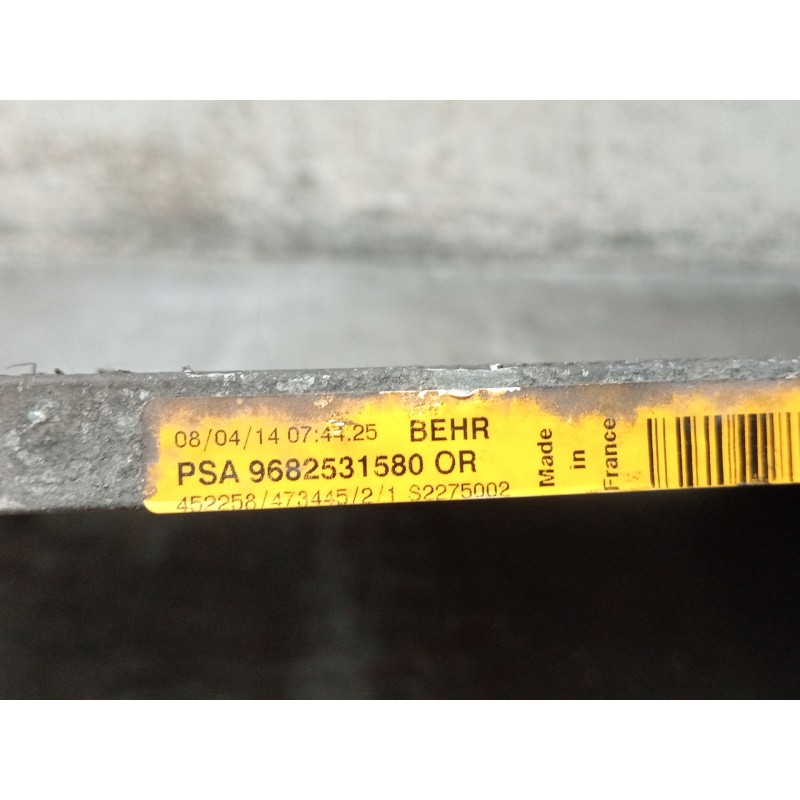 08/04/14 07:44.25 BEHR
PSA 9682531580 OR
452258/473445/2/1 S2275002
Made
in
France